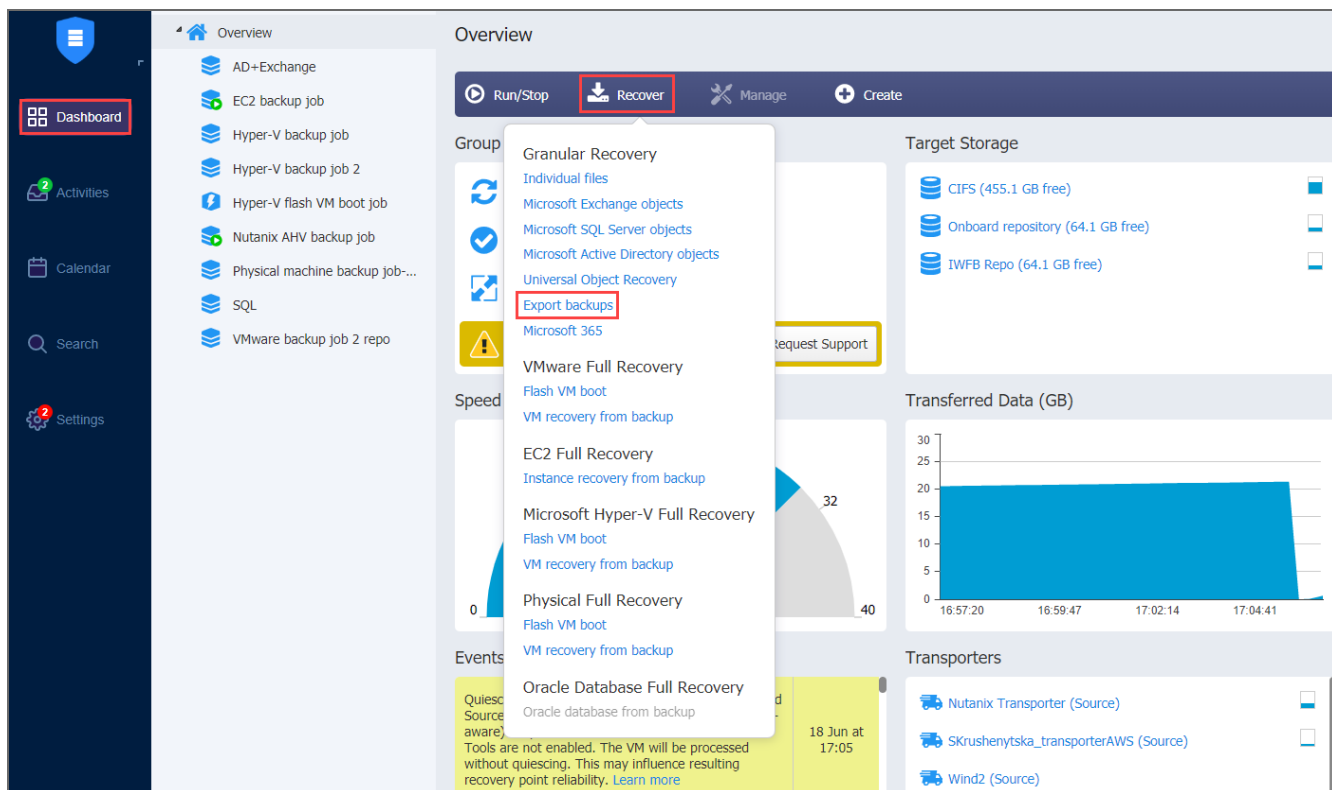 Dashboard
2
Activities
Calendar
Search
2
Settings
Overview
AD+Exchange
EC2 backup job
Hyper-V backup job
Hyper-V backup job 2
Hyper-V flash VM boot job
Nutanix AHV backup job
Physical machine backup job-...
SQL
VMware backup job 2 repo
Overview
Run/Stop
Recover
Manage
Create
Group
Granular Recovery
Individual files
Microsoft Exchange objects
Microsoft SQL Server objects
Microsoft Active Directory objects
Universal Object Recovery
Export backups
Microsoft 365
VMware Full Recovery
Flash VM boot
VM recovery from backup
EC2 Full Recovery
Instance recovery from backup
Microsoft Hyper-V Full Recovery
Flash VM boot
VM recovery from backup
Physical Full Recovery
Flash VM boot
VM recovery from backup
Oracle Database Full Recovery
Oracle database from backup
Request Support
Speed
0
32
40
Events
Quiesc
d
Source
-
aware)
Tools are not enabled. The VM will be processed
without quiescing. This may influence resulting
recovery point reliability. Learn more
18 Jun at
17:05
Target Storage
CIFS (455.1 GB free)
Onboard repository (64.1 GB free)
IWFB Repo (64.1 GB free)
Transferred Data (GB)
30
25
20
15
10
5
0
16:57:20 16:59:47 17:02:14 17:04:41
Transporters
Nutanix Transporter (Source)
SKrushenytska_transporterAWS (Source)
Wind2 (Source)